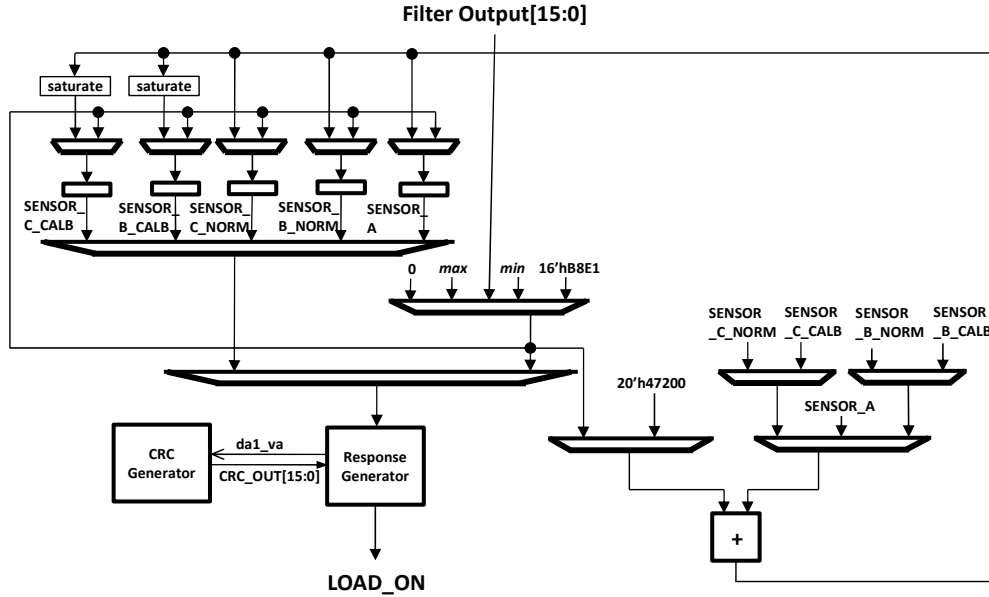 Filter Output[15:0]
saturate
saturate
SENSOR_
C_CALB
SENSOR_
B_CALB
SENSOR_
C_NORM
SENSOR_
B_NORM
SENSOR_
A
0
max
min
16'hB8E1
SENSOR
_C_NORM
SENSOR
_C_CALB
SENSOR
_B_NORM
SENSOR
_B_CALB
20'h47200
SENSOR_A
CRC
Generator
da1_va
CRC_OUT[15:0]
Response
Generator
+
LOAD_ON